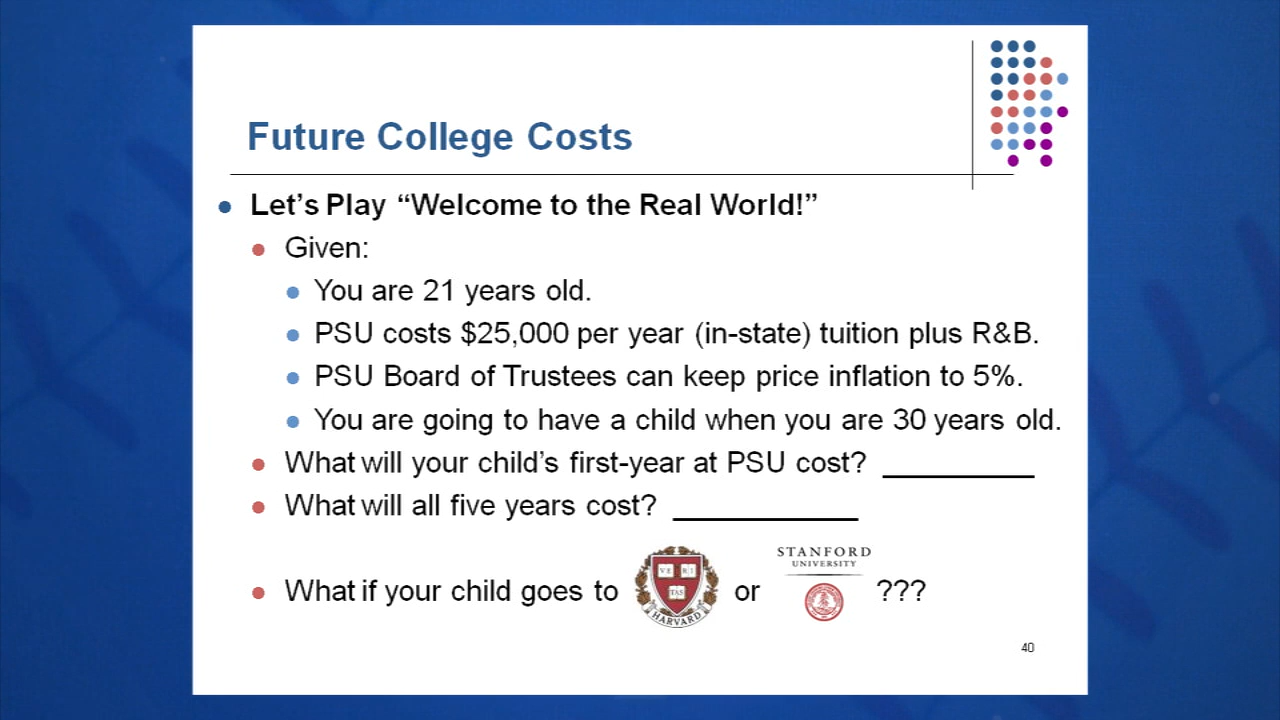 Future College Costs
Let's Play “Welcome to the Real World!”
Given:
You are 21 years old.
PSU costs $25,000 per year (in-state) tuition plus R&B.
PSU Board of Trustees can keep price inflation to 5%.
You are going to have a child when you are 30 years old.
What will your child's first-year at PSU cost? __________
What will all five years cost? ____________
STANFORD
UNIVERSITY
What if your child goes to VE RI TAS HARVARD or ???
40